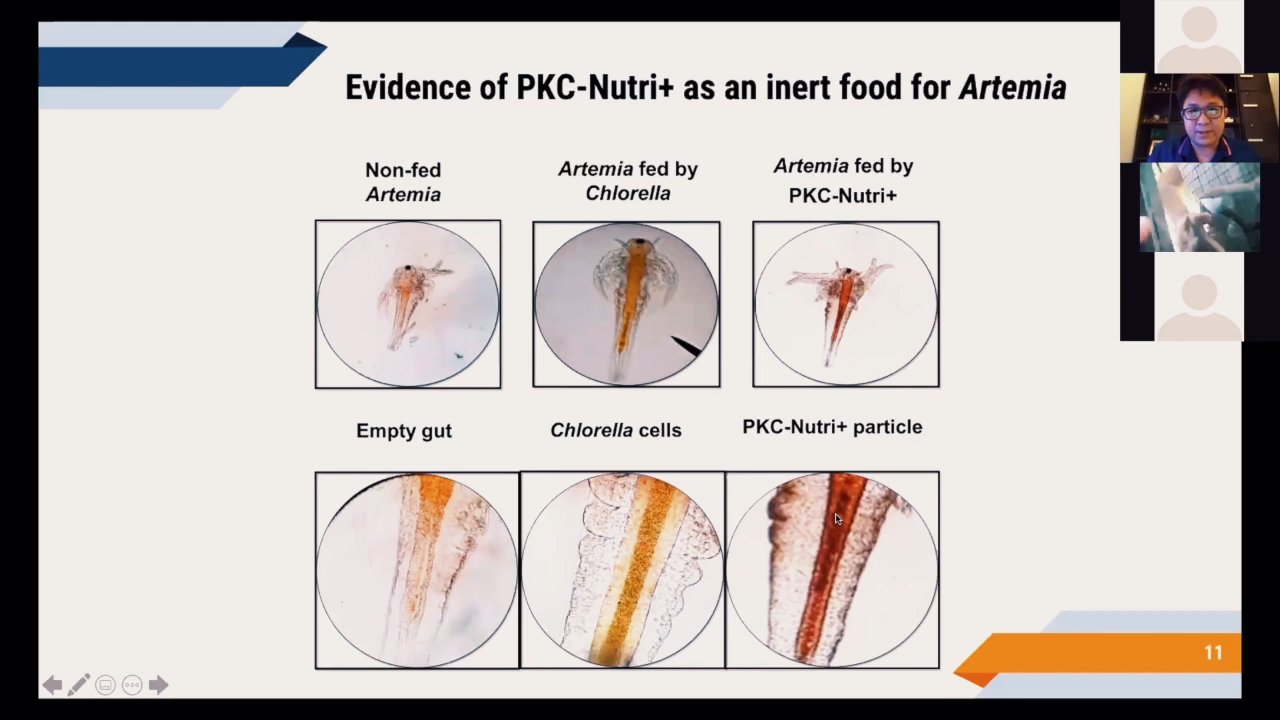 Evidence of PKC-Nutri+ as an inert food for Artemia
Non-fed
Artemia
Artemia fed by
Chlorella
Artemia fed by
PKC-Nutri+
Empty gut
Chlorella cells
PKC-Nutri+ particle
11